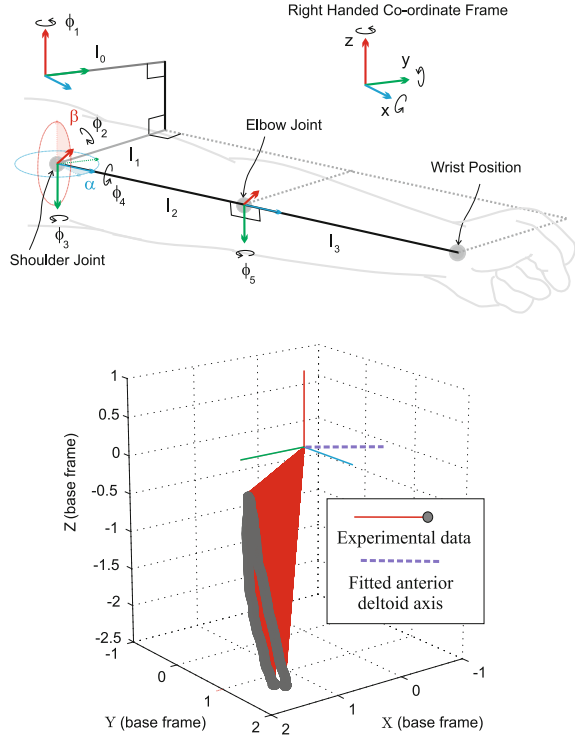 Right Handed Co-ordinate Frame
ϕ1
l0
z
y
x
β
ϕ2
Elbow Joint
l1
Wrist Position
α
ϕ4
l2
ϕ3
l3
Shoulder Joint
ϕ5
1
0.5
0
-0.5
-1
-1.5
-2
-2.5
Z (base frame)
Experimental data
Fitted anterior
deltoid axis
-1
0
1
2
Y (base frame)
2
1
0
-1
X (base frame)